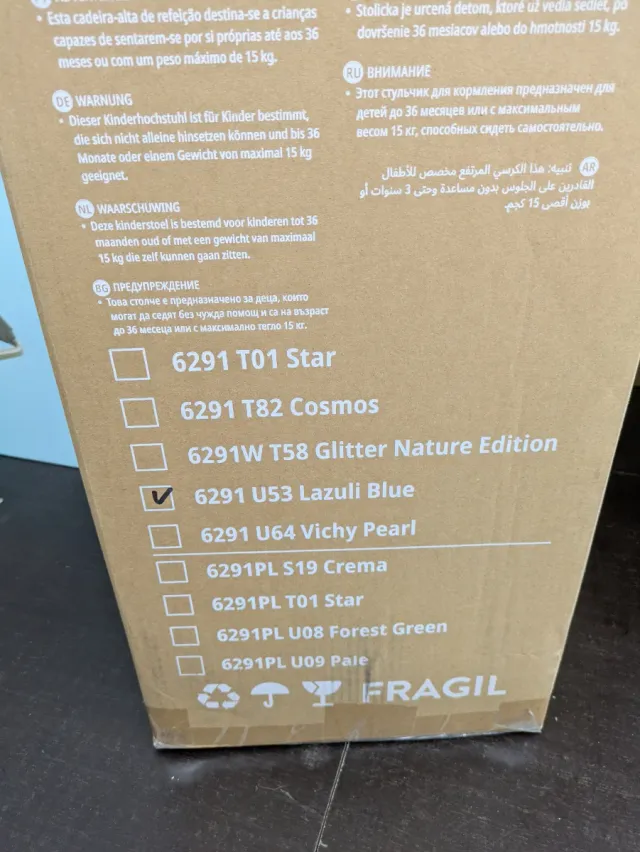 • Esta cadeira-alta de refeição destina-se a crianças
capazes de sentarem-se por si próprias até aos 36
meses ou com um peso máximo de 15 kg.
DE WARNUNG
• Dieser Kinderhochstuhl ist für Kinder bestimmt,
die sich nicht alleine hinsetzen können und bis 36
Monate oder einem Gewicht von maximal 15 kg
geeignet.
NL WAARSCHUWING
• Deze kinderstoel is bestemd voor kinderen tot 36
maanden oud of met een gewicht van maximaal
15 kg die zelf kunnen gaan zitten.
BG ПРЕДУПРЕЖДЕНИЕ
• Това столче е предназначено за деца, които
могат да седят без чужда помощ и са на възраст
до 36 месеца или с максимално тегло 15 кг.
• Stolička je určená deťom, ktoré už vedia sedieť, po
dovŕšenie 36 mesiacov alebo do hmotnosti 15 kg.
RU ВНИМАНИЕ
• Этот стульчик для кормления предназначен для
детей до 36 месяцев или с максимальным
весом 15 кг, способных сидеть самостоятельно.
AR تنبيه: هذا الكرسي المرتفع مخصص للأطفال
القادرين على الجلوس بدون مساعدة وحتى 3 سنوات أو
بوزن أقصى 15 كجم.
6291 T01 Star
6291 T82 Cosmos
6291W T58 Glitter Nature Edition
6291 U53 Lazuli Blue
6291 U64 Vichy Pearl
6291PL S19 Crema
6291PL T01 Star
6291PL U08 Forest Green
6291PL U09 Pale
FRAGIL